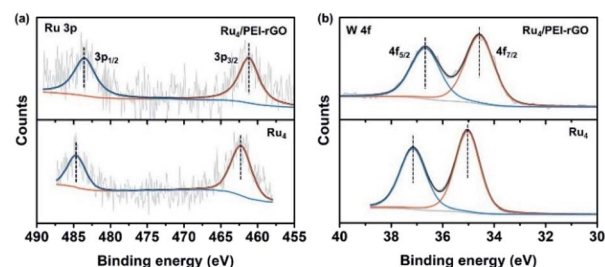 (a)
Ru 3p
Ru₄/PEI-rGO
3p₁/₂
3p₃/₂
Ru₄
Counts
490 485 480 475 470 465 460 455
Binding energy (eV)
(b)
W 4f
Ru₄/PEI-rGO
4f₅/₂
4f₇/₂
Ru₄
Counts
40 38 36 34 32 30
Binding energy (eV)